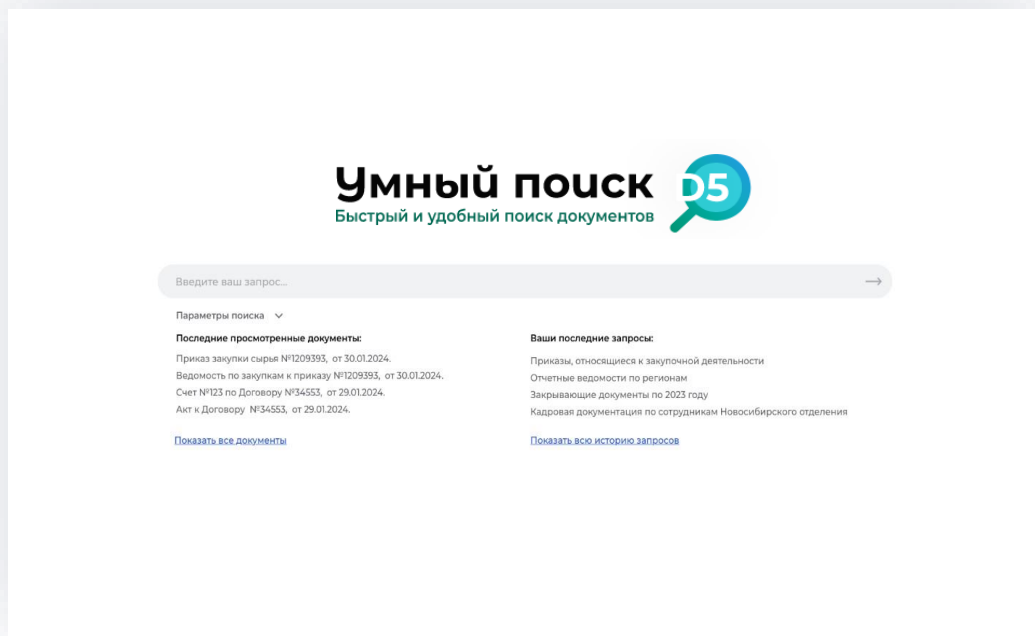 Умный поиск
Быстрый и удобный поиск документов
D5
Введите ваш запрос...
Параметры поиска
Последние просмотренные документы:
Приказ закупки сырья №1209393, от 30.01.2024.
Ведомость по закупкам к приказу №1209393, от 30.01.2024.
Счет №123 по Договору №34553, от 29.01.2024.
Акт к Договору №34553, от 29.01.2024.
Показать все документы
Ваши последние запросы:
Приказы, относящиеся к закупочной деятельности
Отчетные ведомости по регионам
Закрывающие документы по 2023 году
Кадровая документация по сотрудникам Новосибирского отделения
Показать всю историю запросов